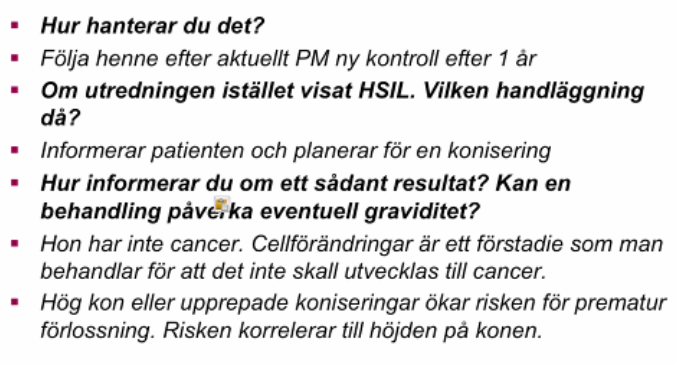 Hur hanterar du det?
Följa henne efter aktuellt PM ny kontroll efter 1 år
Om utredningen istället visat HSIL. Vilken handläggning
då?
Informerar patienten och planerar för en konisering
Hur informerar du om ett sådant resultat? Kan en
behandling påverka eventuell graviditet?
Hon har inte cancer. Cellförändringar är ett förstadie som man
behandlar för att det inte skall utvecklas till cancer.
Hög kon eller upprepade koniseringar ökar risken för prematur
förlossning. Risken korrelerar till höjden på konen.